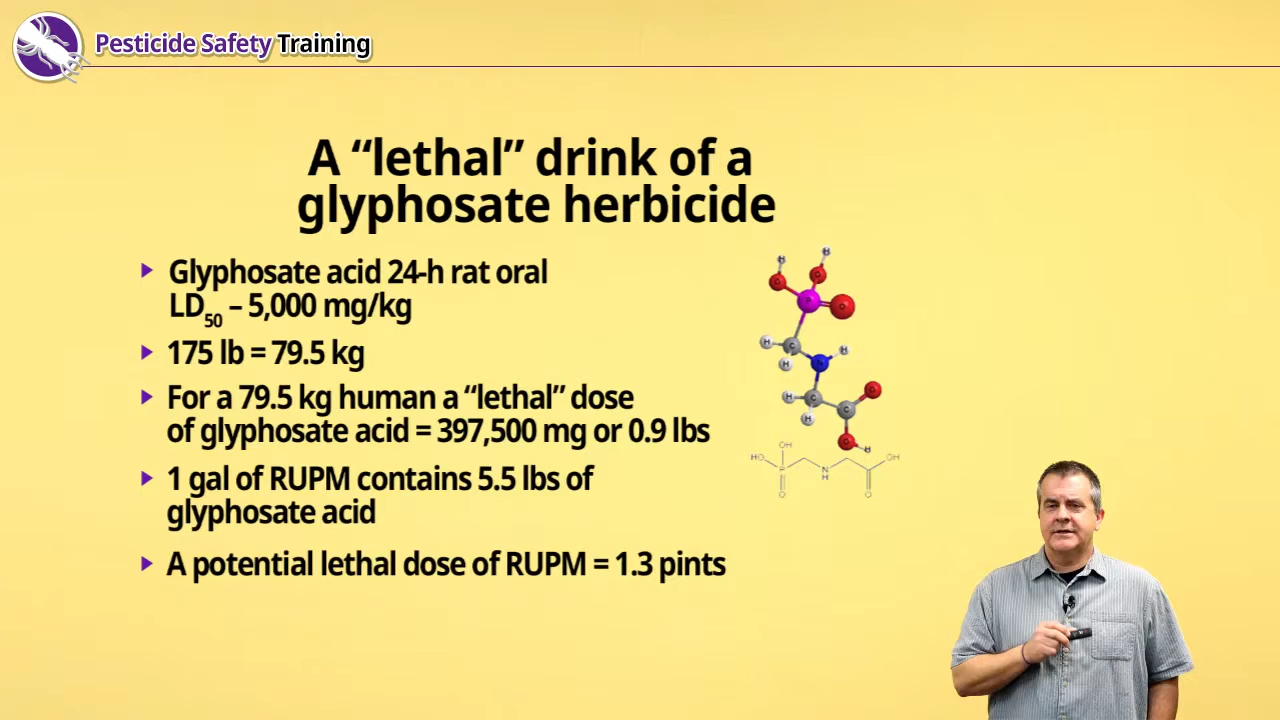 Pesticide Safety Training
A “lethal” drink of a
glyphosate herbicide
Glyphosate acid 24-h rat oral
LD50 – 5,000 mg/kg
175 lb = 79.5 kg
For a 79.5 kg human a “lethal” dose
of glyphosate acid = 397,500 mg or 0.9 lbs
1 gal of RUPM contains 5.5 lbs of
glyphosate acid
A potential lethal dose of RUPM = 1.3 pints
H
H
H
H
C
H
H
C
C
H
H
OH
HO
P
O
N
H
O
OH